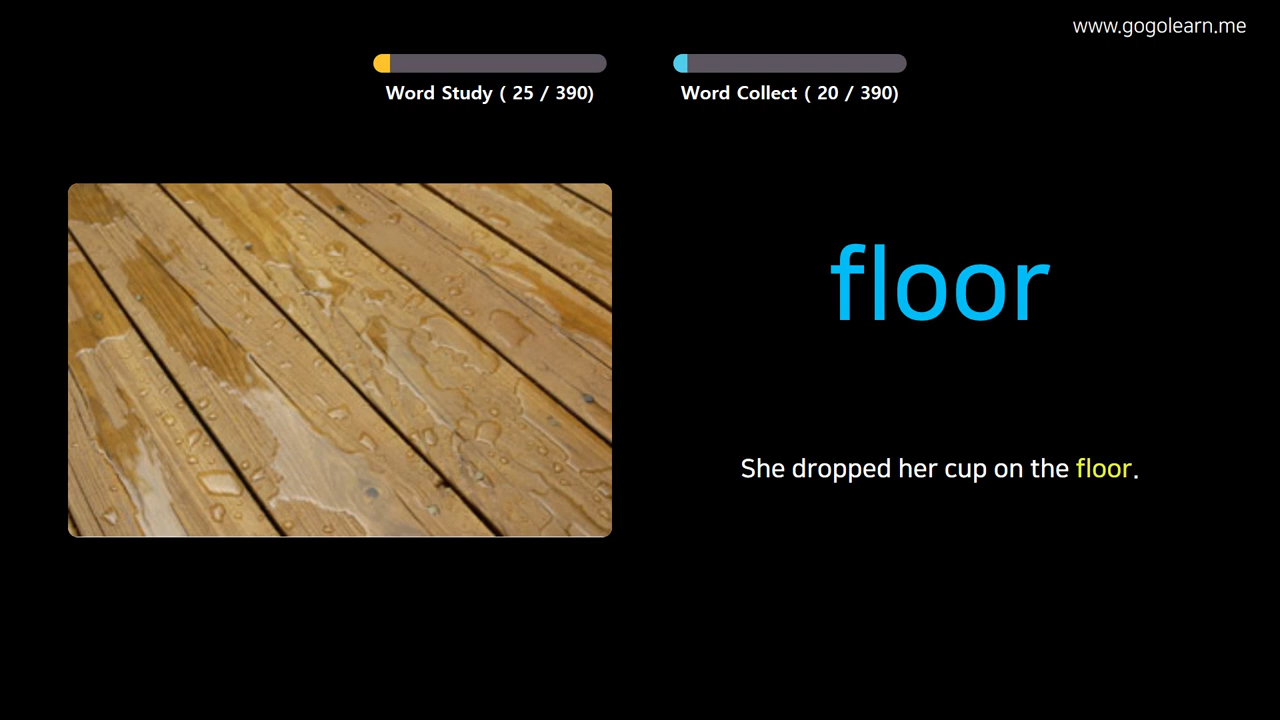 www.gogolearn.me
Word Study ( 25 / 390)
Word Collect ( 20 / 390)
floor
She dropped her cup on the floor.